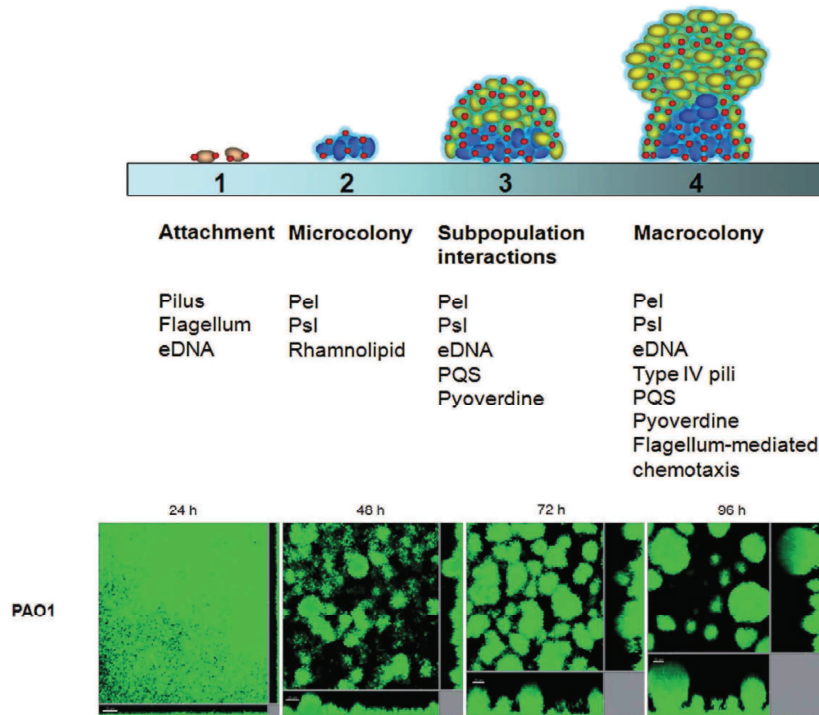 1 2 3 4
Attachment Microcolony Subpopulation interactions Macrocolony
Pilus
Flagellum
eDNA
Pel
Psl
Rhamnolipid
Pel
Psl
eDNA
PQS
Pyoverdine
Pel
Psl
eDNA
Type IV pili
PQS
Pyoverdine
Flagellum-mediated
chemotaxis
24 h 48 h 72 h 96 h
PAO1